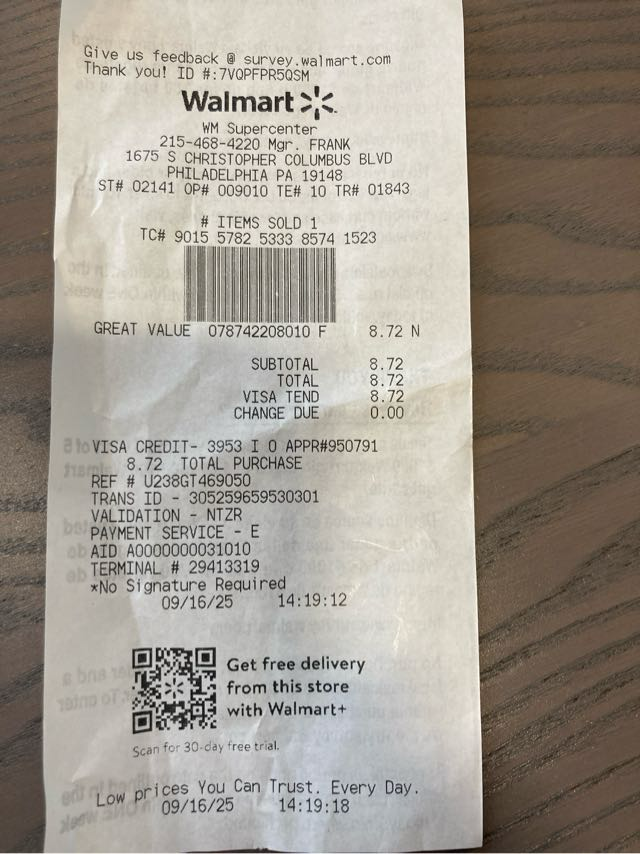 Give us feedback @ survey.walmart.com
Thank you! ID #:7VQPFPR5QSM
Walmart
WM Supercenter
215-468-4220 Mgr. FRANK
1675 S CHRISTOPHER COLUMBUS BLVD
PHILADELPHIA PA 19148
ST# 02141 OP# 009010 TE# 10 TR# 01843
# ITEMS SOLD 1
TC# 9015 5782 5333 8574 1523
GREAT VALUE 078742208010 F 8.72 N
SUBTOTAL 8.72
TOTAL 8.72
VISA TEND 8.72
CHANGE DUE 0.00
VISA CREDIT- 3953 I 0 APPR#950791
8.72 TOTAL PURCHASE
REF # U238GT469050
TRANS ID - 305259659530301
VALIDATION - NTZR
PAYMENT SERVICE - E
AID A0000000031010
TERMINAL # 29413319
*No Signature Required
09/16/25 14:19:12
Get free delivery
from this store
with Walmart+
Scan for 30-day free trial.
Low prices You Can Trust. Every Day.
09/16/25 14:19:18